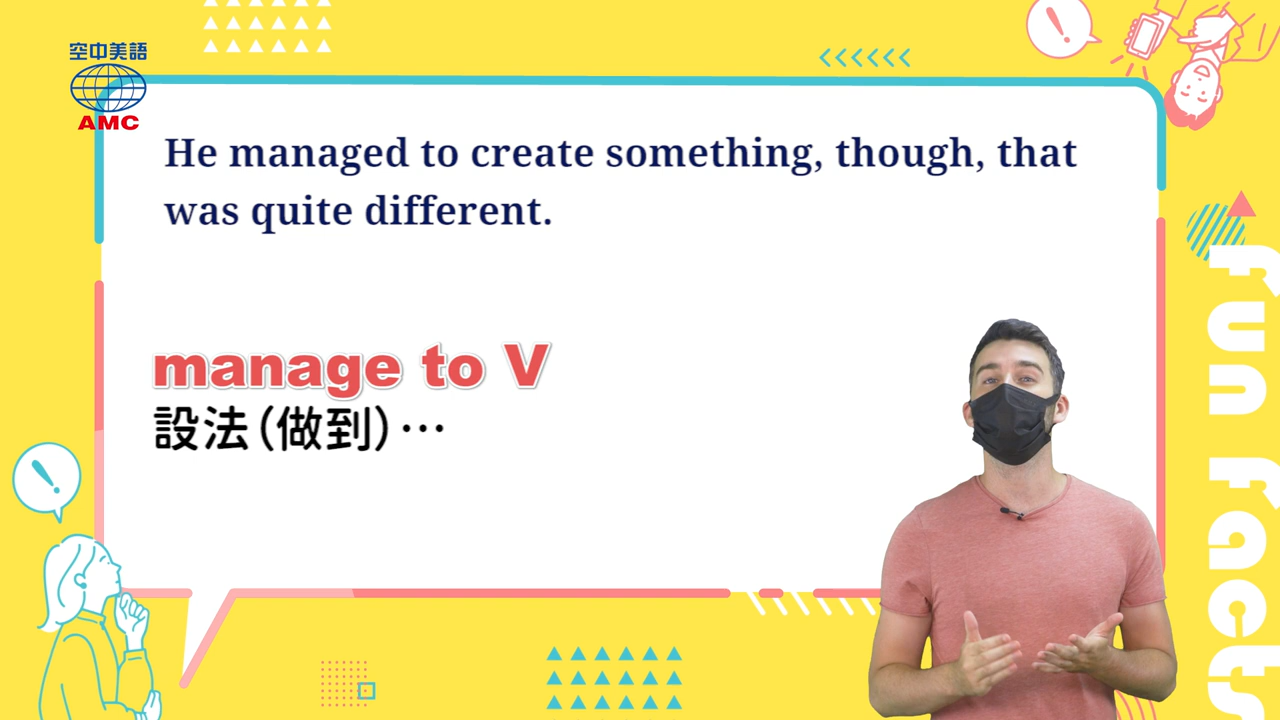 空中美語
AMC
He managed to create something, though, that
was quite different.
manage to V
設法(做到)…
fun facts